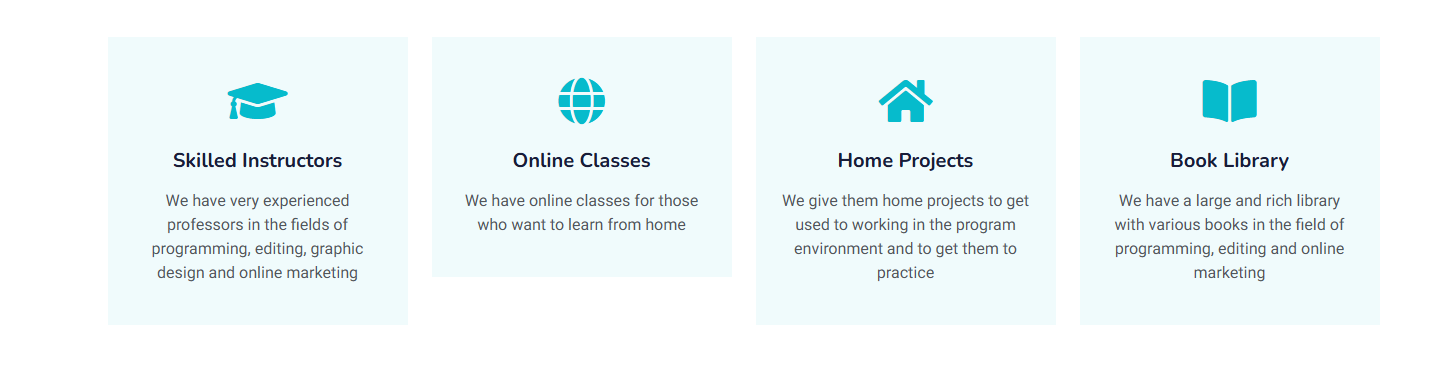 Skilled Instructors
We have very experienced
professors in the fields of
programming, editing, graphic
design and online marketing
Online Classes
We have online classes for those
who want to learn from home
Home Projects
We give them home projects to get
used to working in the program
environment and to get them to
practice
Book Library
We have a large and rich library
with various books in the field of
programming, editing and online
marketing